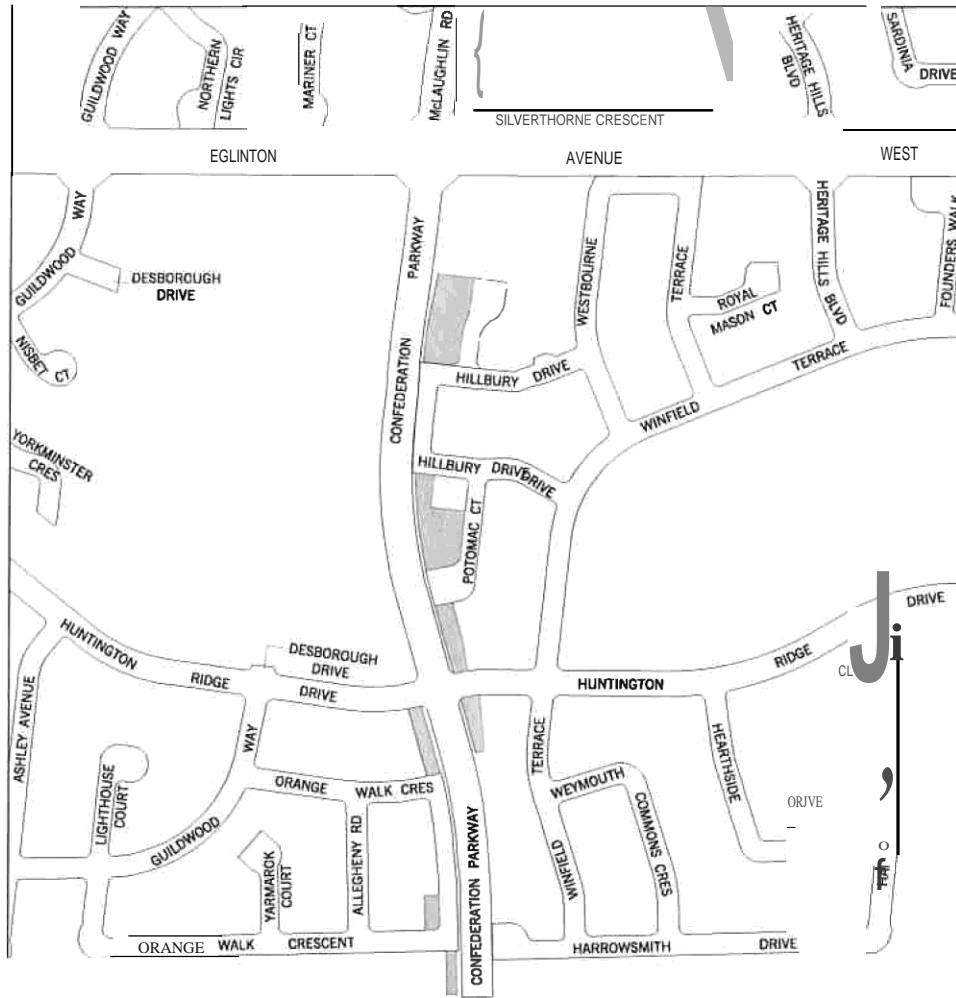 GUILDWOOD WAY
NORTHERN
LIGHTS CIR
MARINER CT
McLAUGHLIN RD
{
HERITAGE HILLS
BLVD
SARDINIA
DRIVE
SILVERTHORNE CRESCENT
EGLINTON AVENUE WEST
GUILDWOOD WAY
DESBOROUGH
DRIVE
NISBET CT
CONFEDERATION PARKWAY
WESTBOURNE
TERRACE
ROYAL
MASON CT
HERITAGE HILLS BLVD
FOUNDERS WALK
HILLBURY DRIVE
WINFIELD TERRACE
YORKMINSTER
CRES
HILLBURY DRIVE
DRIVE
POTOMAC CT
HUNTINGTON RIDGE DRIVE
DESBOROUGH
DRIVE
HUNTINGTON RIDGE DRIVE
Ji
CL
ASHLEY AVENUE
LIGHTHOUSE
COURT
GUILDWOOD WAY
ORANGE WALK CRES
YARMAROK
COURT
ALLEGHENY RD
CONFEDERATION PARKWAY
WINFIELD TERRACE
WEYMOUTH
COMMONS CRES
HEARTHSIDE
ORJVE
,
o
f
ORANGE WALK CRESCENT
HARROWSMITH DRIVE